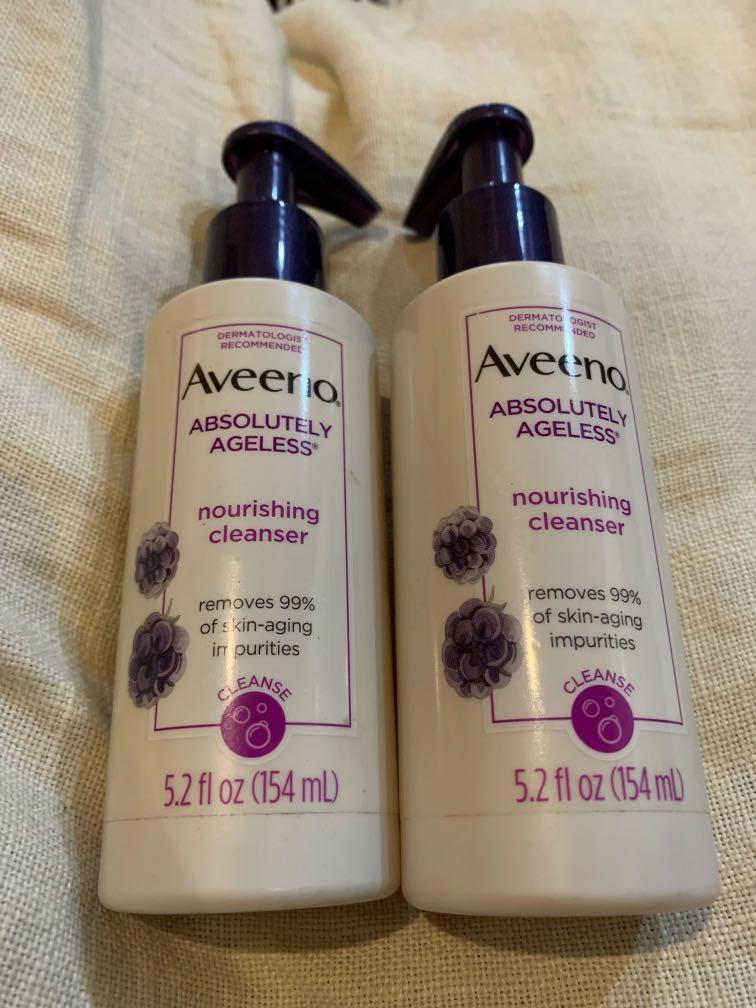 DERMATOLOGIST
RECOMMENDED
Aveeno®
ABSOLUTELY
AGELESS®
nourishing
cleanser
removes 99%
of skin-aging
impurities
CLEANSE
5.2 fl oz (154 mL)
DERMATOLOGIST
RECOMMENDED
Aveeno®
ABSOLUTELY
AGELESS®
nourishing
cleanser
removes 99%
of skin-aging
impurities
CLEANSE
5.2 fl oz (154 mL)